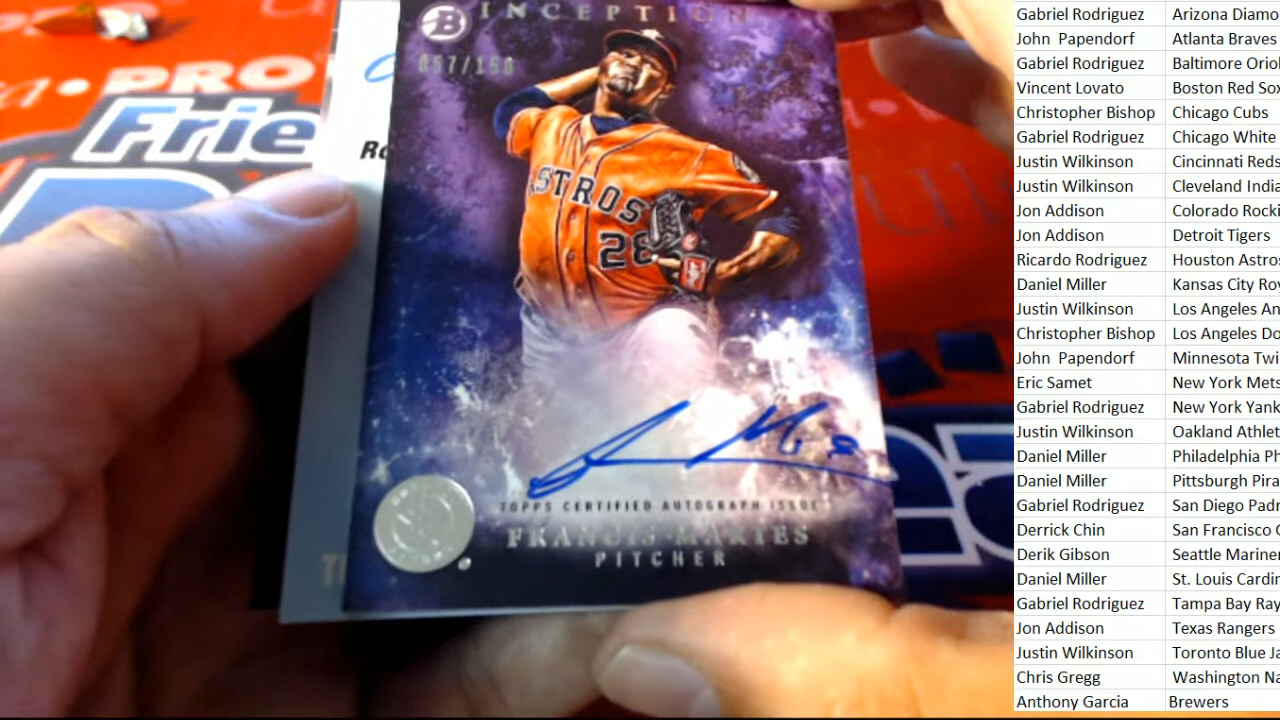 INCEPTION
B
057/150
PRO
Frie
Ro
ASTROS
28
TOPPS CERTIFIED AUTOGRAPH ISSUE
FRANCIS MARTES
PITCHER
Gabriel Rodriguez Arizona Diamo
John Papendorf Atlanta Braves
Gabriel Rodriguez Baltimore Oriol
Vincent Lovato Boston Red Sox
Christopher Bishop Chicago Cubs
Gabriel Rodriguez Chicago White
Justin Wilkinson Cincinnati Reds
Justin Wilkinson Cleveland India
Jon Addison Colorado Rocki
Jon Addison Detroit Tigers
Ricardo Rodriguez Houston Astros
Daniel Miller Kansas City Roy
Justin Wilkinson Los Angeles An
Christopher Bishop Los Angeles Do
John Papendorf Minnesota Twi
Eric Samet New York Mets
Gabriel Rodriguez New York Yank
Justin Wilkinson Oakland Athlet
Daniel Miller Philadelphia Ph
Daniel Miller Pittsburgh Pira
Gabriel Rodriguez San Diego Padr
Derrick Chin San Francisco G
Derik Gibson Seattle Mariner
Daniel Miller St. Louis Cardin
Gabriel Rodriguez Tampa Bay Ray
Jon Addison Texas Rangers
Justin Wilkinson Toronto Blue Ja
Chris Gregg Washington Na
Anthony Garcia Brewers